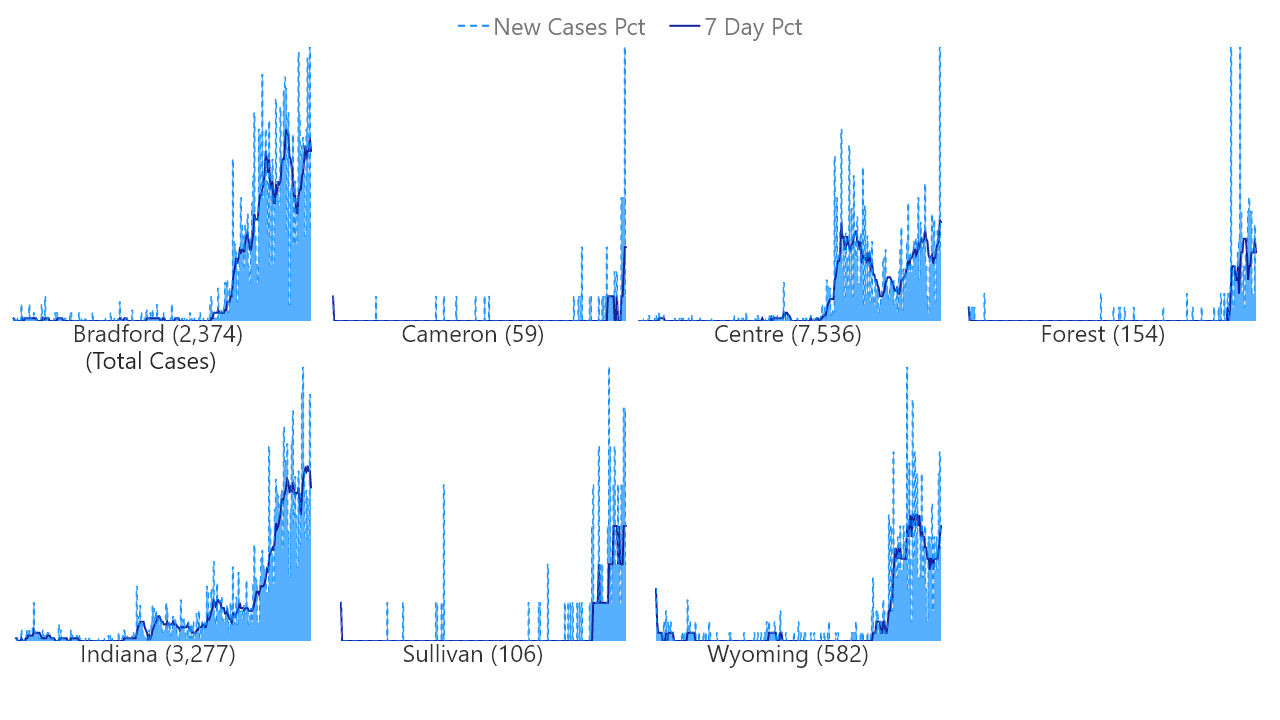 New Cases Pct 7 Day Pct
Bradford (2,374) Cameron (59) Centre (7,536) Forest (154)
(Total Cases)
Indiana (3,277) Sullivan (106) Wyoming (582)